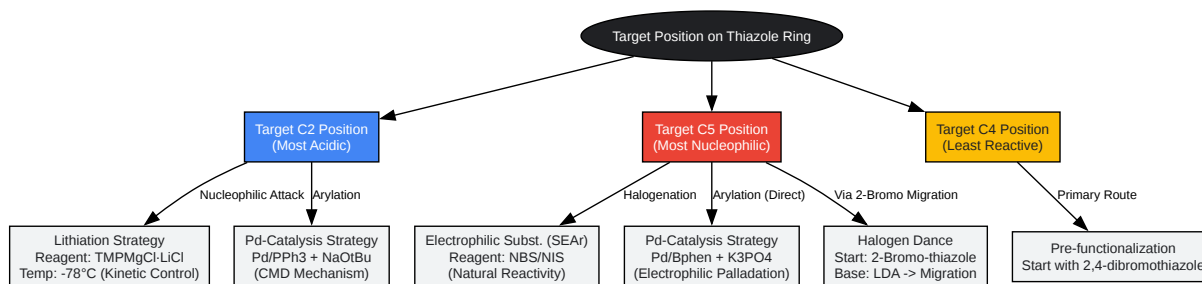 Target Position on Thiazole Ring
Target C2 Position
(Most Acidic)
Target C5 Position
(Most Nucleophilic)
Target C4 Position
(Least Reactive)
Nucleophilic Attack
Arylation
Halogenation
Arylation (Direct)
Via 2-Bromo Migration
Primary Route
Lithiation Strategy
Reagent: TMPMgCl·LiCl
Temp: -78°C (Kinetic Control)
Pd-Catalysis Strategy
Pd/PPh3 + NaOtBu
(CMD Mechanism)
Electrophilic Subst. (SEAr)
Reagent: NBS/NIS
(Natural Reactivity)
Pd-Catalysis Strategy
Pd/Bphen + K3PO4
(Electrophilic Palladation)
Halogen Dance
Start: 2-Bromo-thiazole
Base: LDA -> Migration
Pre-functionalization
Start with 2,4-dibromothiazole